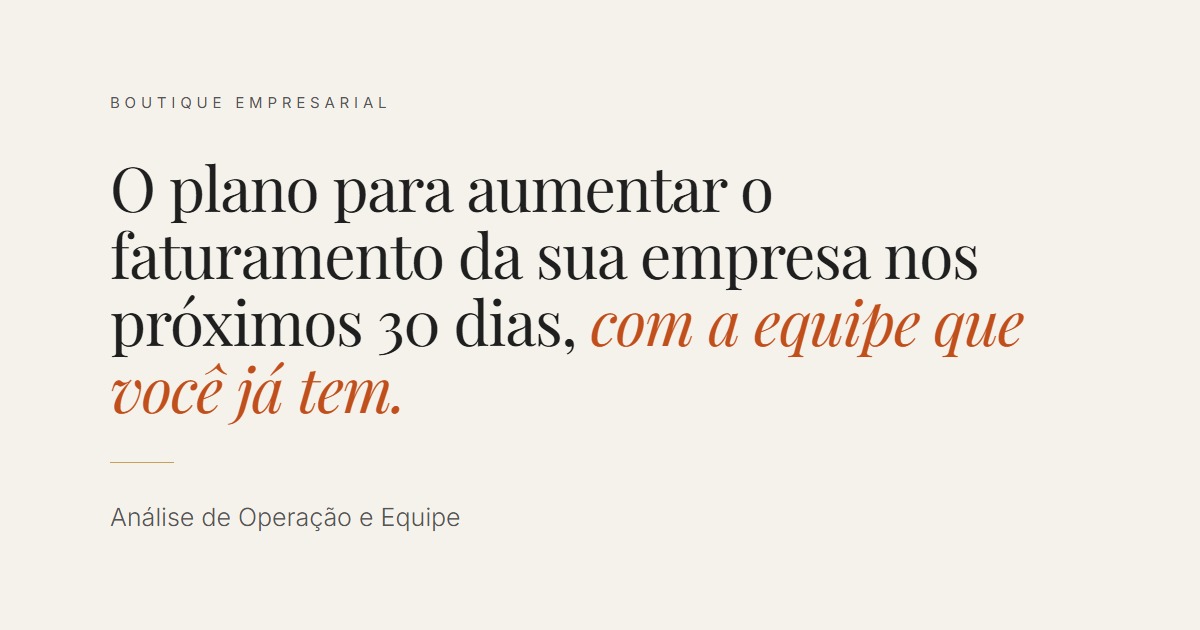 BOUTIQUE EMPRESARIAL
O plano para aumentar o
faturamento da sua empresa nos
próximos 30 dias, com a equipe que
você já tem.
Análise de Operação e Equipe